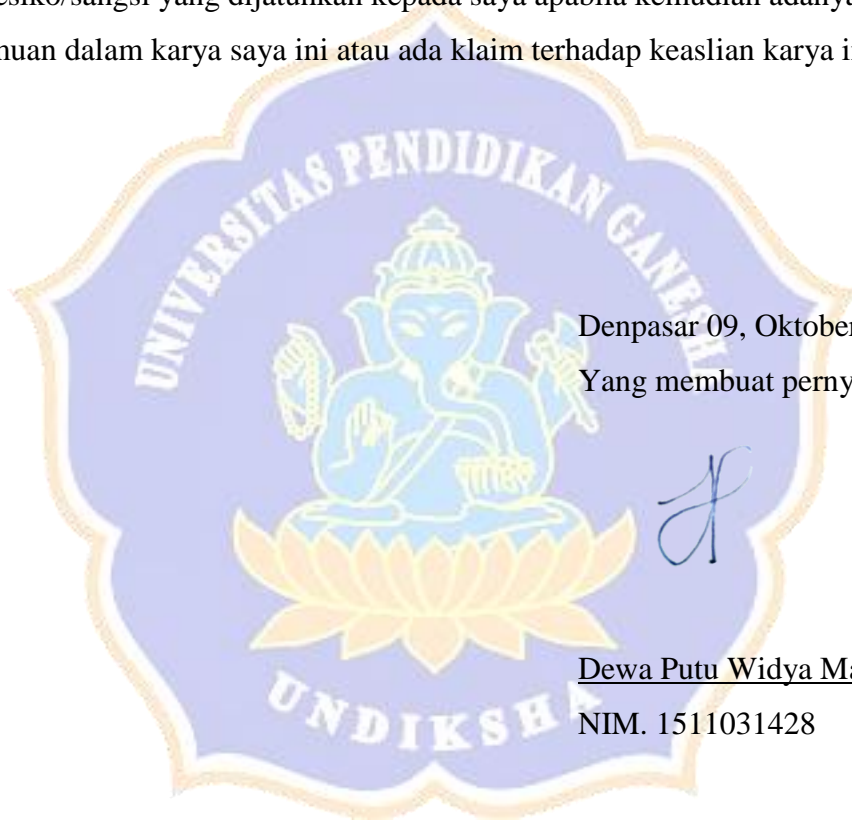 esiko/sangsi yang dijatuhkan kepada saya apabila kemudian adanya
nuan dalam karya saya ini atau ada klaim terhadap keaslian karya i
UNIVERSITAS PENDIDIKAN GANESHA
Denpasar 09, Oktober
Yang membuat perny
Dewa Putu Widya Ma
NIM. 1511031428
UNDIKSHA